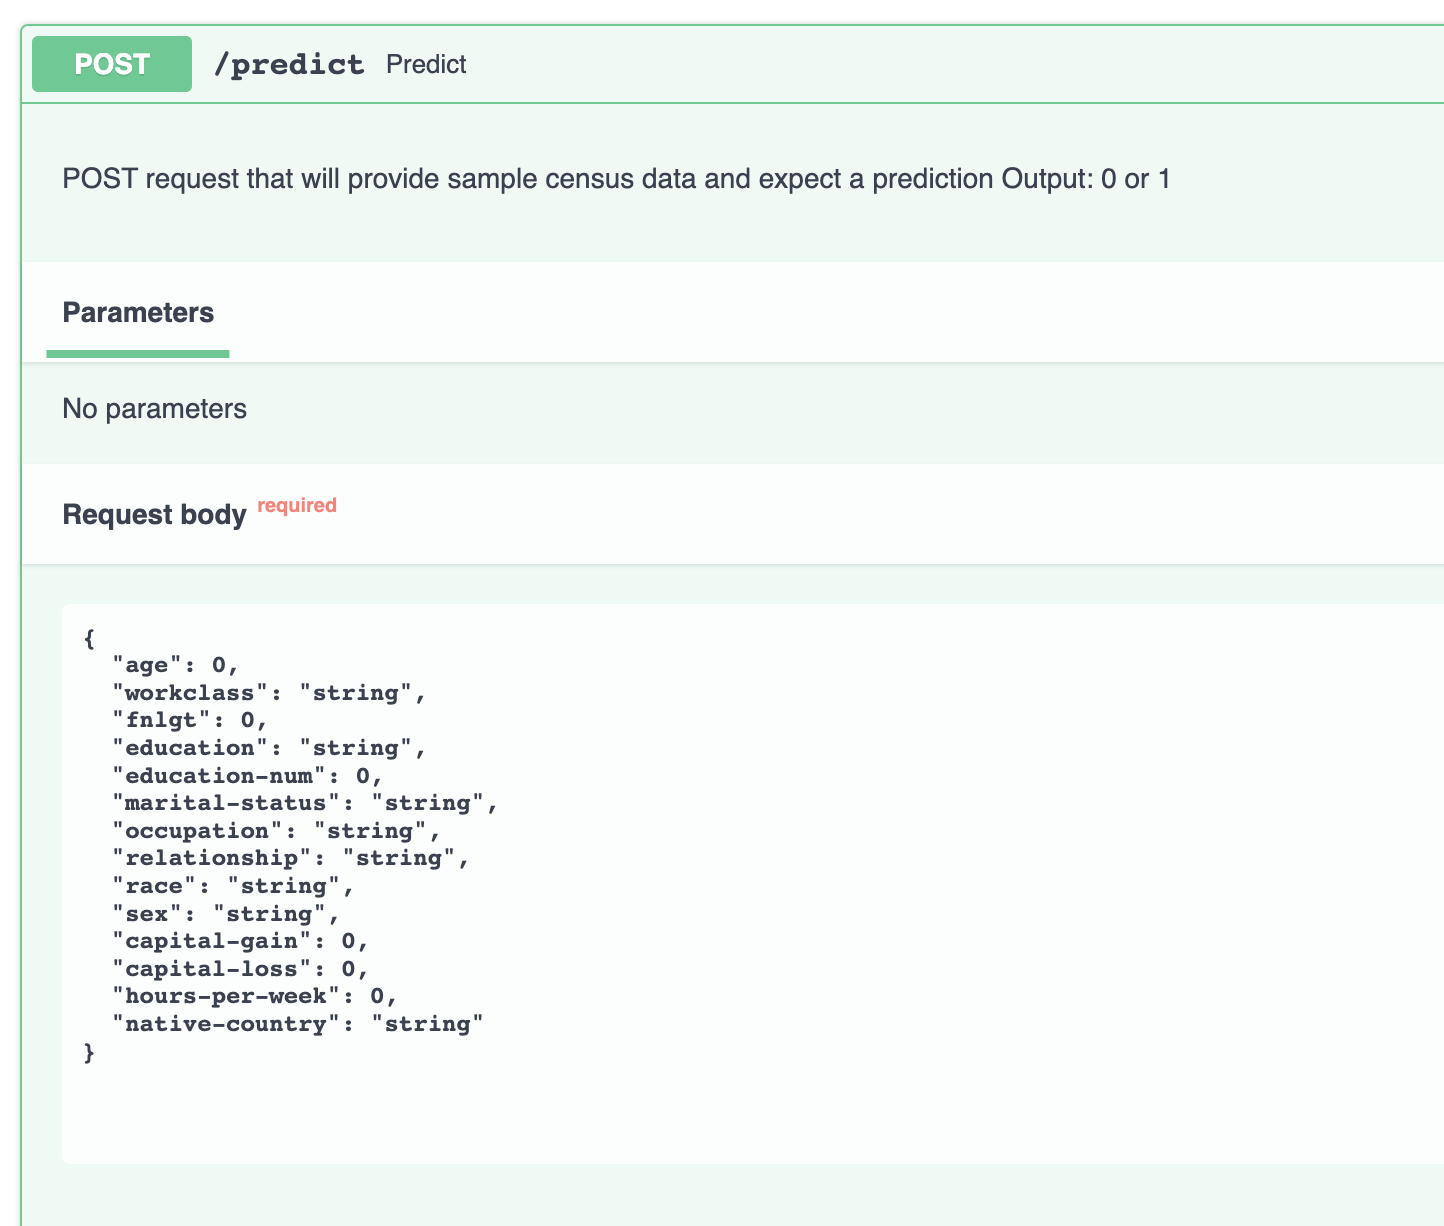 POST /predict Predict
POST request that will provide sample census data and expect a prediction Output: 0 or 1
Parameters
No parameters
Request body required
{
  "age": 0,
  "workclass": "string",
  "fnlgt": 0,
  "education": "string",
  "education-num": 0,
  "marital-status": "string",
  "occupation": "string",
  "relationship": "string",
  "race": "string",
  "sex": "string",
  "capital-gain": 0,
  "capital-loss": 0,
  "hours-per-week": 0,
  "native-country": "string"
}